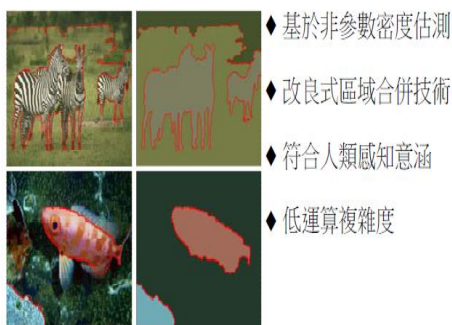 ◆ 基於非參數密度估測
◆ 改良式區域合併技術
◆ 符合人類感知意涵
◆ 低運算複雜度